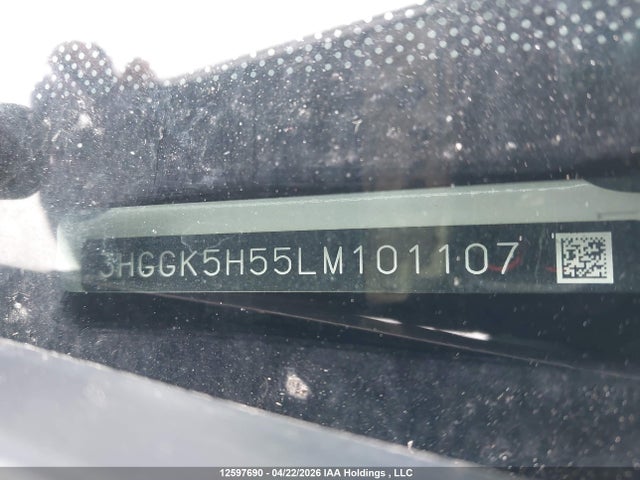 3HGGK5H55LM101107
12597690 - 04/22/2026 IAA Holdings , LLC